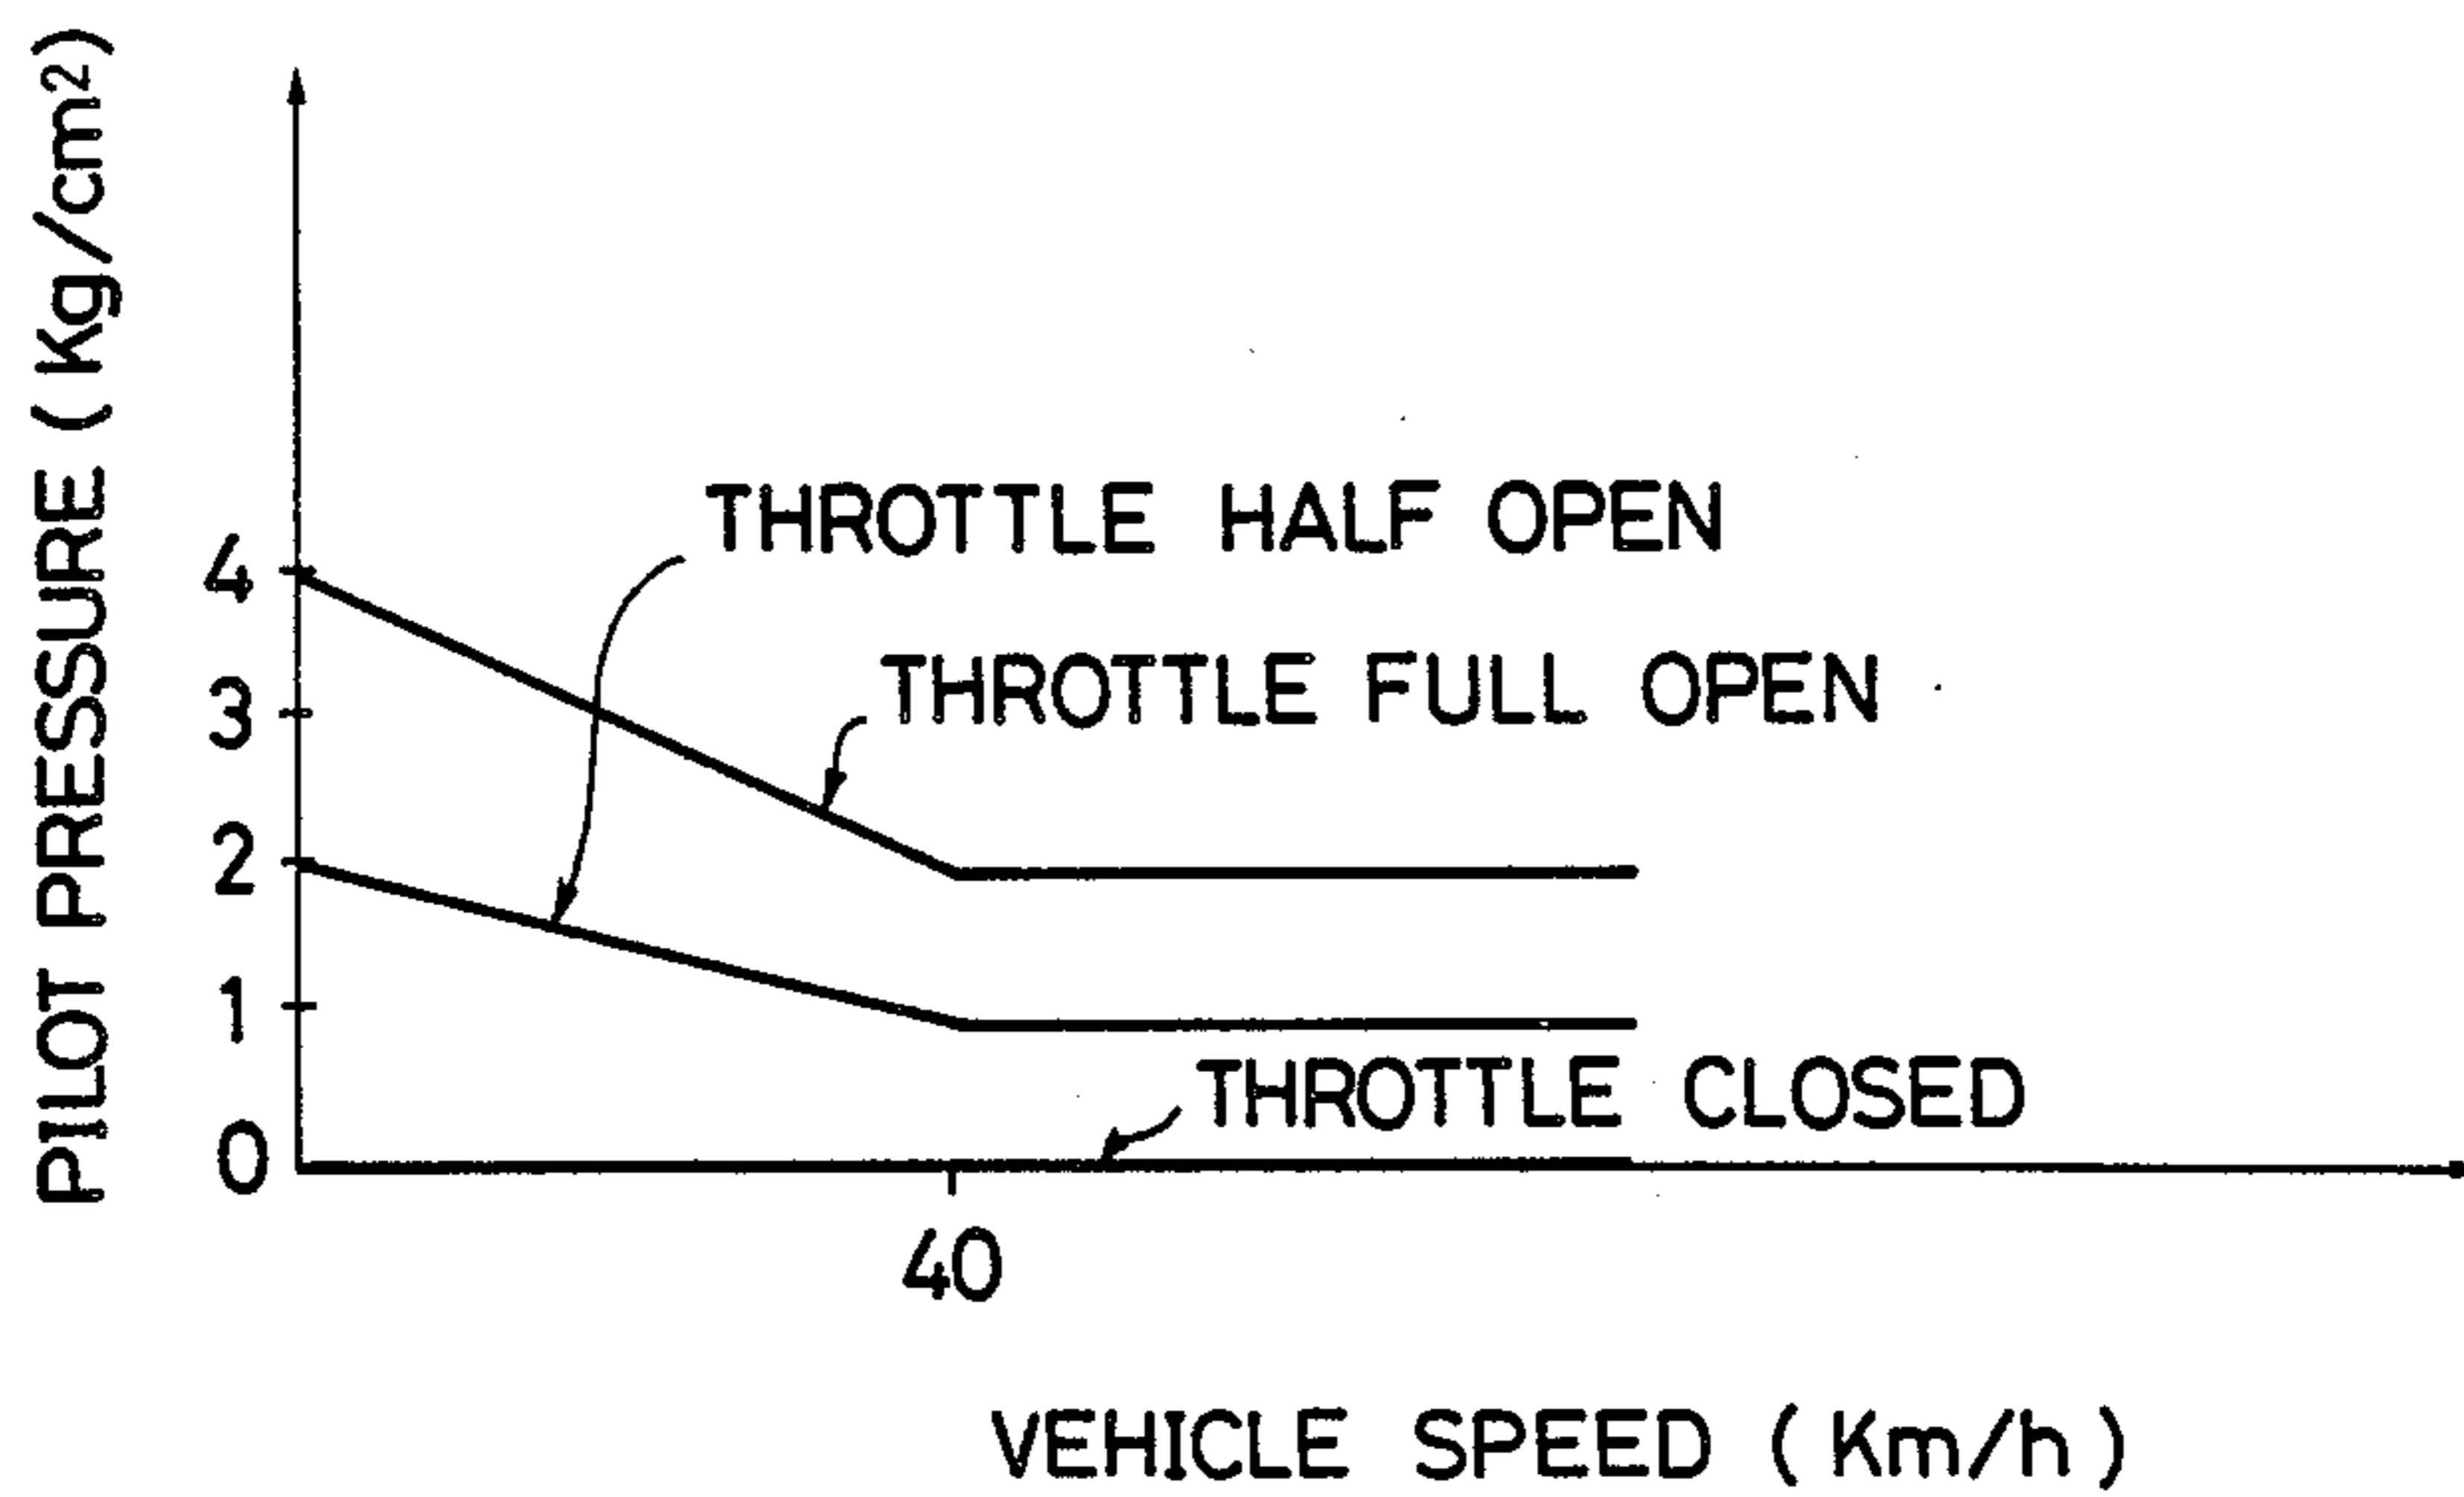 PILOT PRESSURE (Kg/cm²)
THROTTLE HALF OPEN
4
THROTTLE FULL OPEN
3
2
1
THROTTLE CLOSED
0
40
VEHICLE SPEED (Km/h)